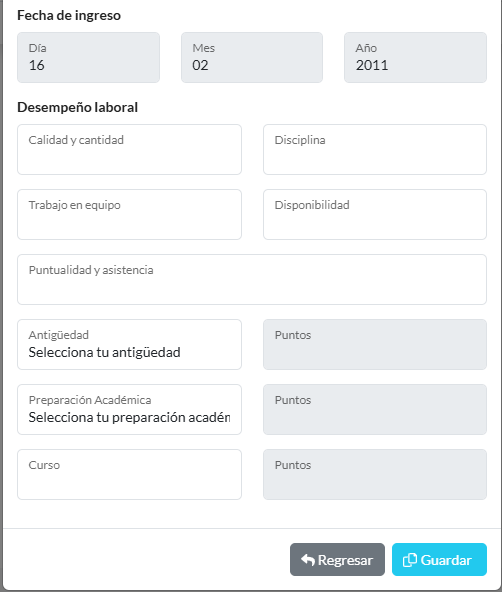 Fecha de ingreso
Día
Mes
Año
16
02
2011
Desempeño laboral
Calidad y cantidad
Disciplina
Trabajo en equipo
Disponibilidad
Puntualidad y asistencia
Antigüedad
Selecciona tu antigüedad
Puntos
Preparación Académica
Selecciona tu preparación académ
Puntos
Curso
Puntos
Regresar
Guardar